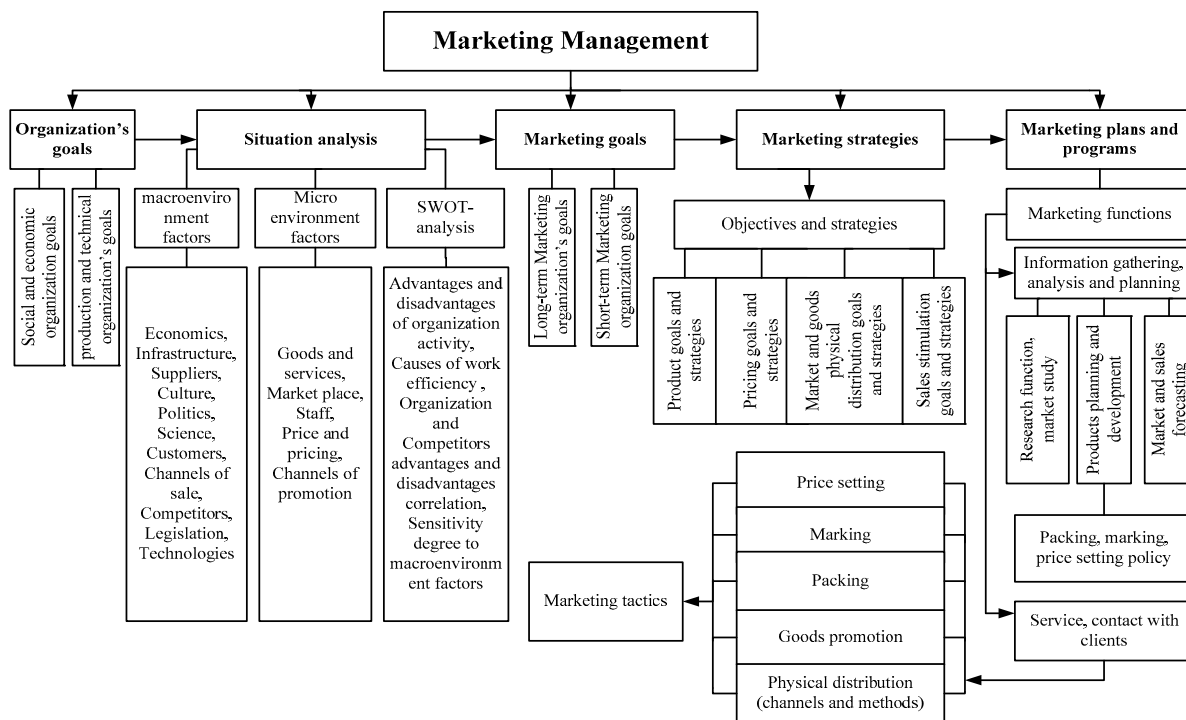 Marketing Management
Organization’s
goals
Situation analysis
Marketing goals
Marketing strategies
Marketing plans and
programs
Social and economic
organization goals
production and technical
organization’s goals
macroenviro
nment
factors
Micro
environment
factors
SWOT-
analysis
Long-term Marketing
organization’s goals
Short-term Marketing
organization goals
Objectives and strategies
Marketing functions
Information gathering,
analysis and planning
Economics,
Infrastructure,
Suppliers,
Culture,
Politics,
Science,
Customers,
Channels of
sale,
Competitors,
Legislation,
Technologies
Goods and
services,
Market place,
Staff,
Price and
pricing,
Channels of
promotion
Advantages and
disadvantages
of organization
activity,
Causes of work
efficiency ,
Organization
and
Competitors
advantages and
disadvantages
correlation,
Sensitivity
degree to
macroenvironm
ent factors
Product goals and
strategies
Pricing goals and
strategies
Market and goods
physical
distribution goals
and strategies
Sales stimulation
goals and strategies
Research function,
market study
Products planning and
development
Market and sales
forecasting
Price setting
Marking
Packing
Goods promotion
Physical distribution
(channels and methods)
Marketing tactics
Packing, marking,
price setting policy
Service, contact with
clients